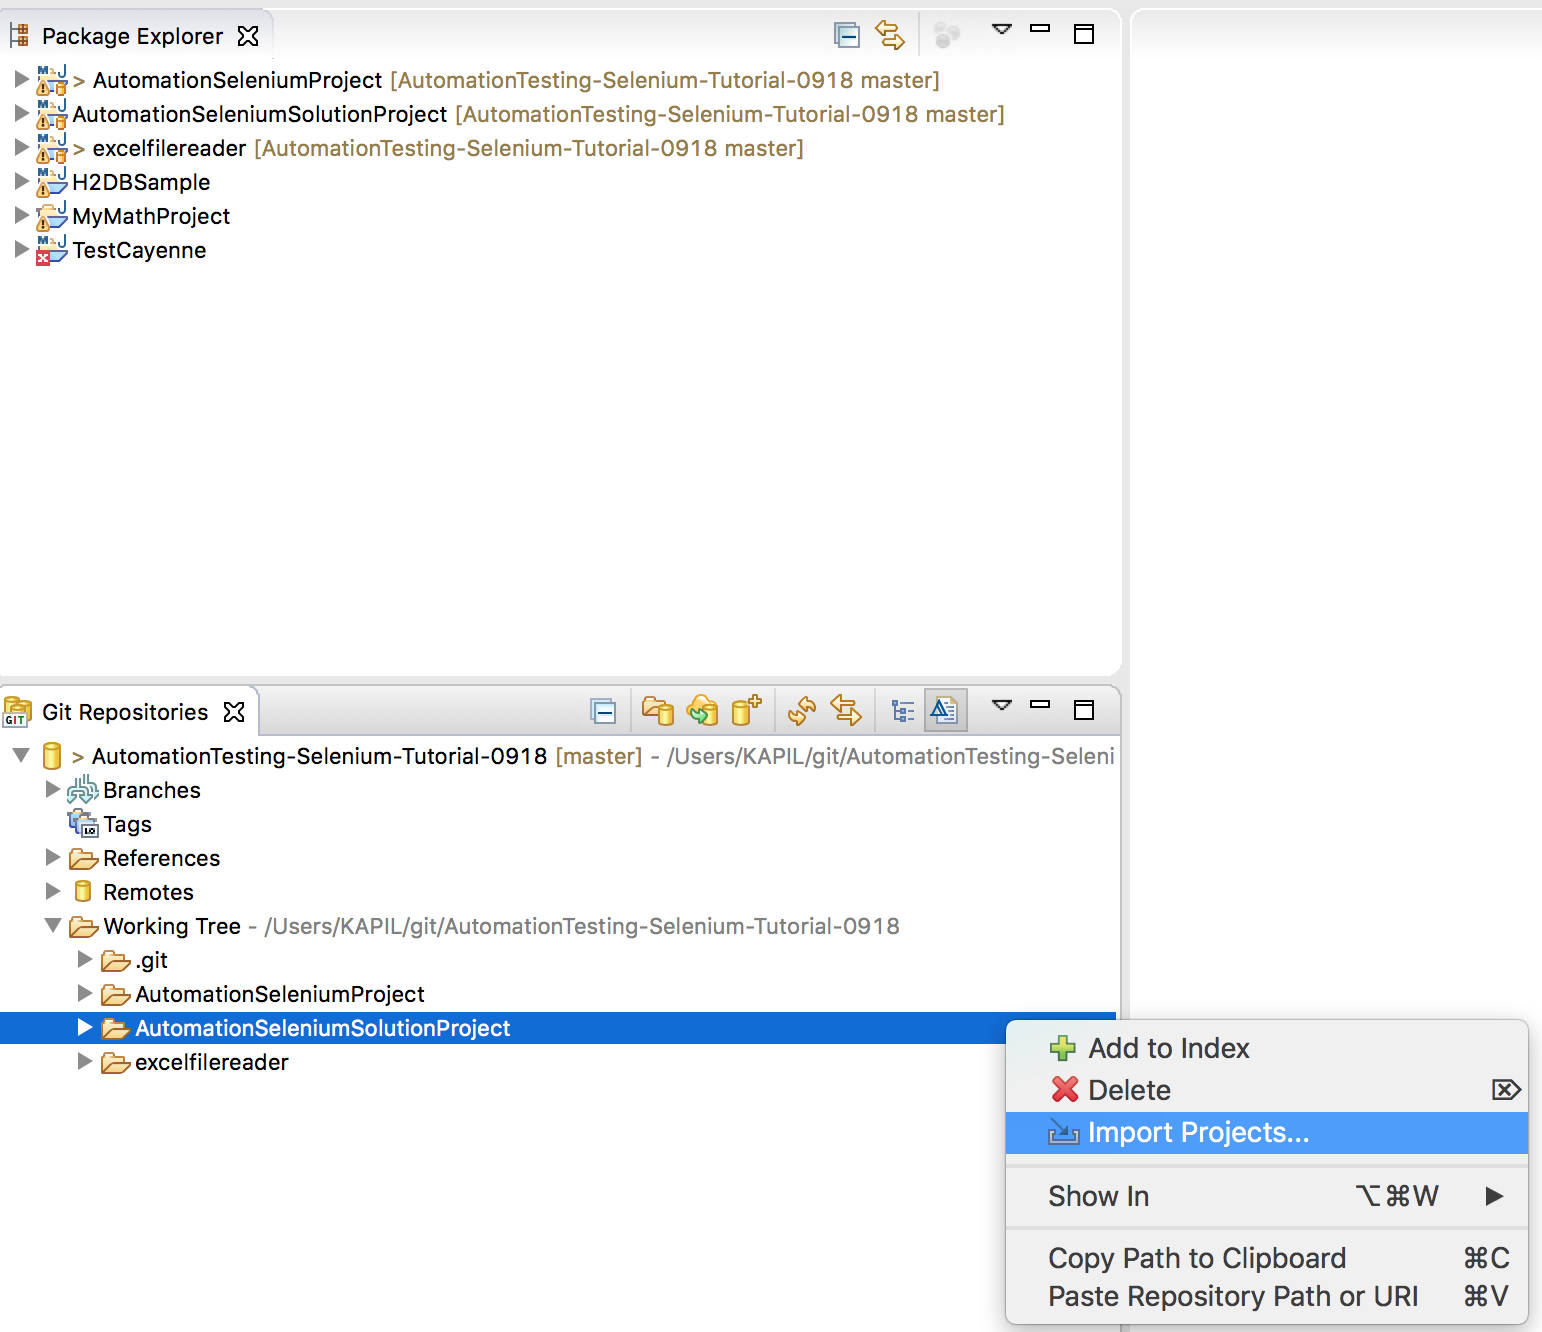 Package Explorer
> AutomationSeleniumProject [AutomationTesting-Selenium-Tutorial-0918 master]
AutomationSeleniumSolutionProject [AutomationTesting-Selenium-Tutorial-0918 master]
> excelfilereader [AutomationTesting-Selenium-Tutorial-0918 master]
H2DBSample
MyMathProject
TestCayenne
GIT Git Repositories
> AutomationTesting-Selenium-Tutorial-0918 [master] - /Users/KAPIL/git/AutomationTesting-Seleni
Branches
Tags
References
Remotes
Working Tree - /Users/KAPIL/git/AutomationTesting-Selenium-Tutorial-0918
.git
AutomationSeleniumProject
AutomationSeleniumSolutionProject
excelfilereader
Add to Index
Delete ⌦
Import Projects...
Show In ⌥⌘W ▶
Copy Path to Clipboard ⌘C
Paste Repository Path or URI ⌘V